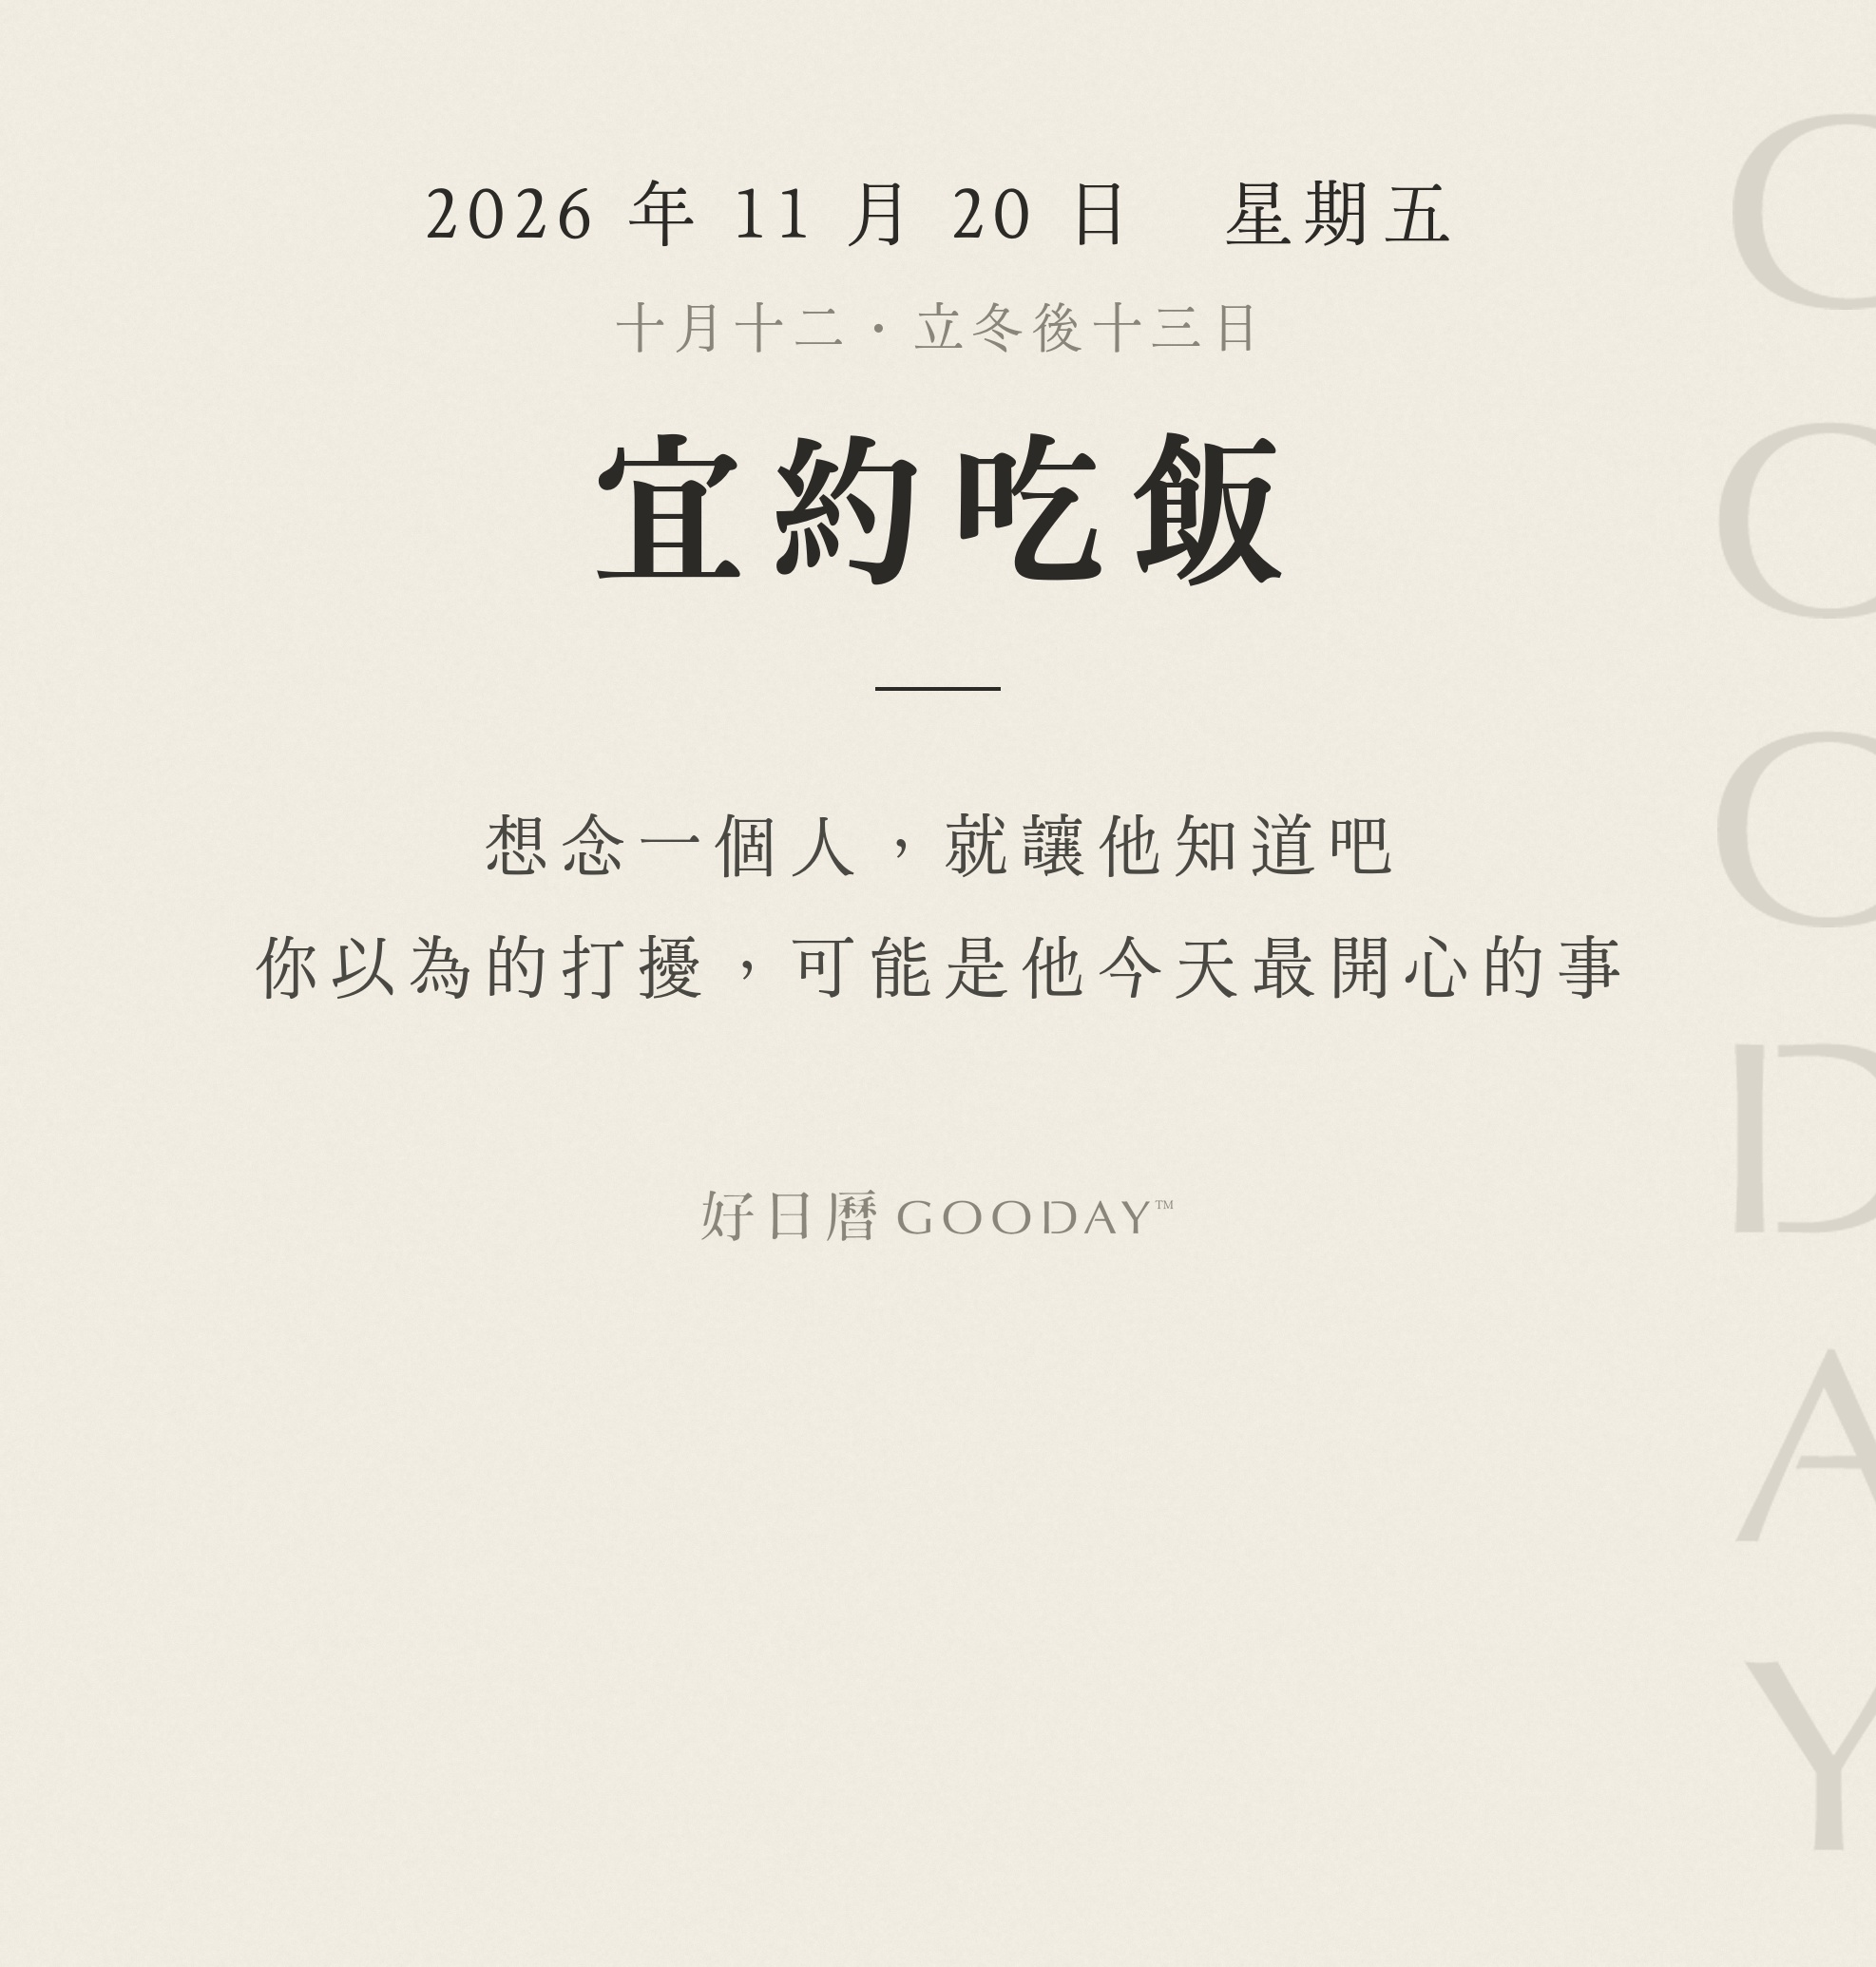 2026 年 11 月 20 日　星期五
十月十二・立冬後十三日
宜約吃飯
想念一個人，就讓他知道吧
你以為的打擾，可能是他今天最開心的事
好日曆 GOODAY™
GOODAY